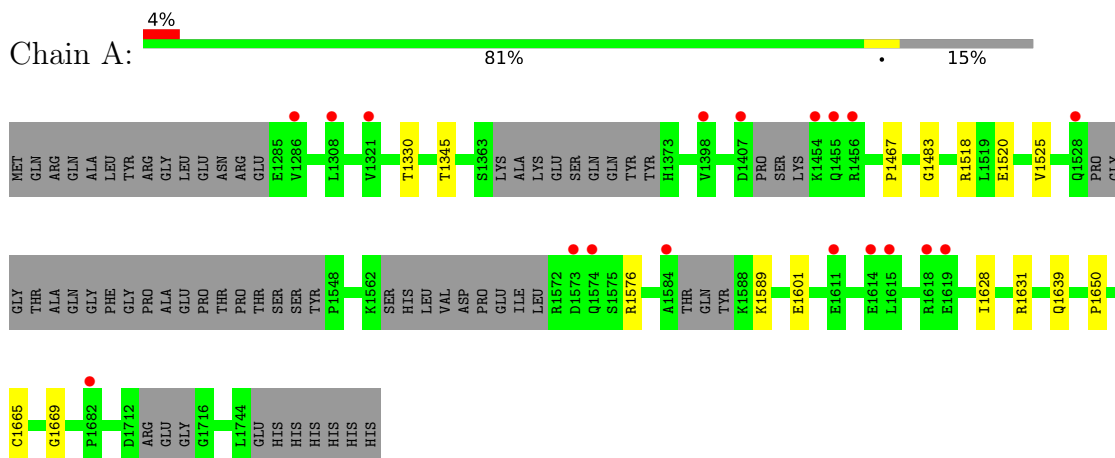 4%
Chain A:
81%
•
15%
MET GLN ARG GLN ALA LEU TYR ARG GLY LEU GLU ASN ARG GLU E1285 V1286 L1308 V1321 T1330 T1345 S1363 LYS ALA LYS GLU SER GLN GLN TYR TYR H1373 V1398 D1407 PRO SER LYS K1454 Q1455 R1456 P1467 G1483 R1518 L1519 E1520 V1525 Q1528 PRO GLY
GLY THR ALA GLN GLY PHE GLY PRO ALA GLU PRO THR PRO THR SER SER TYR P1548 K1562 SER HIS LEU VAL ASP PRO GLU ILE LEU R1572 D1573 Q1574 S1575 R1576 A1584 THR GLN TYR K1588 K1589 E1601 E1611 E1614 L1615 R1618 E1619 I1628 R1631 Q1639 P1650
C1665 G1669 P1682 D1712 ARG GLU GLY G1716 L1744 GLU HIS HIS HIS HIS HIS HIS